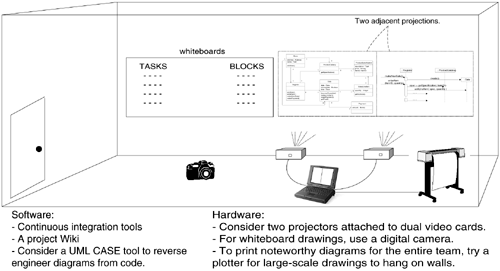 Two adjacent projections.
whiteboards
TASKS BLOCKS
- - - - - - - -
- - - - - - - -
- - - - - - - -
- - - - - - - -
Software:
- Continuous integration tools
- A project Wiki
- Consider a UML CASE tool to reverse
engineer diagrams from code.
Hardware:
- Consider two projectors attached to dual video cards.
- For whiteboard drawings, use a digital camera.
- To print noteworthy diagrams for the entire team, try a
plotter for large-scale drawings to hang on walls.